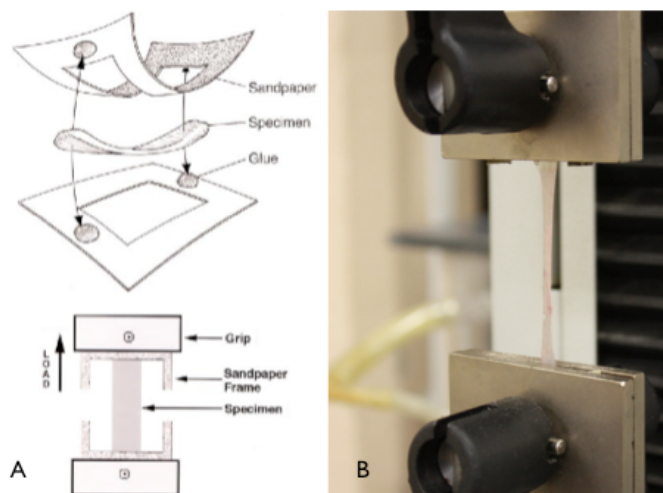 Sandpaper
Specimen
Glue
Grip
LOAD
Sandpaper
Frame
Specimen
A
B